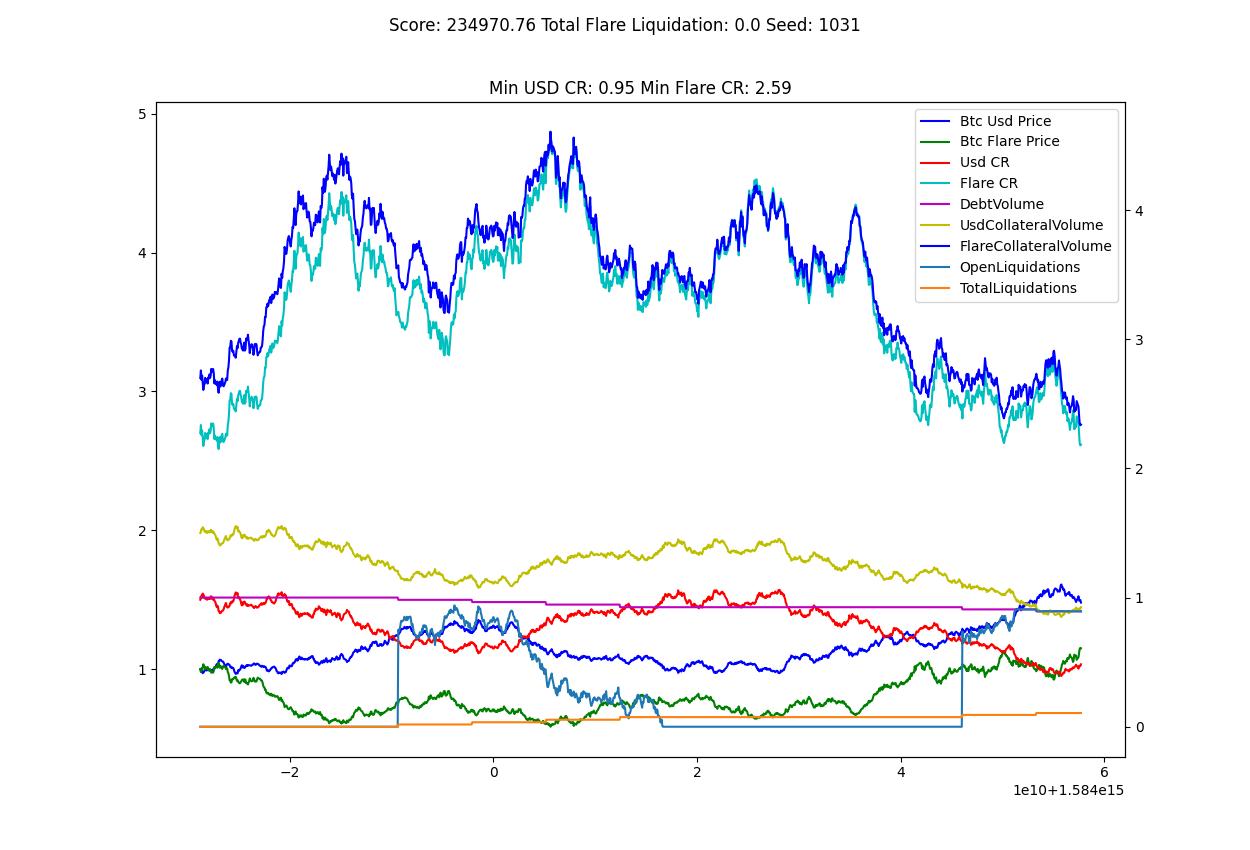 Score: 234970.76 Total Flare Liquidation: 0.0 Seed: 1031
Min USD CR: 0.95 Min Flare CR: 2.59
5
4
3
2
1
Btc Usd Price
Btc Flare Price
Usd CR
Flare CR
DebtVolume
UsdCollateralVolume
FlareCollateralVolume
OpenLiquidations
TotalLiquidations
4
3
2
1
0
−2 0 2 4 6
1e10+1.584e15